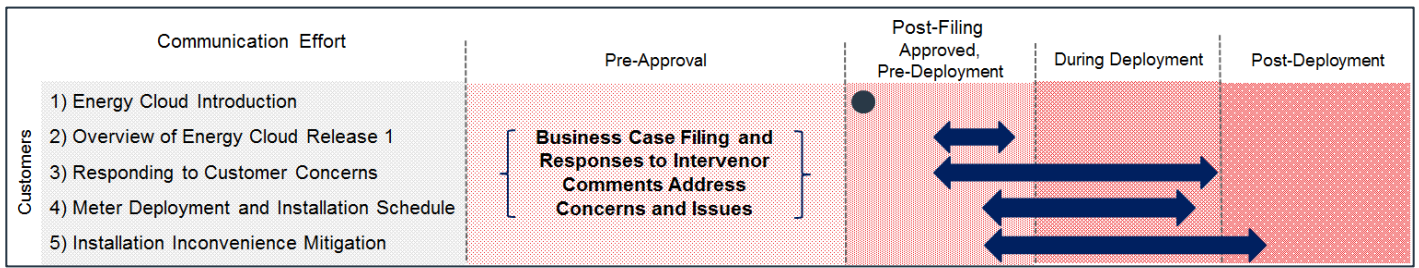 Communication Effort
Pre-Approval
Post-Filing
Approved,
Pre-Deployment
During Deployment
Post-Deployment
Customers
1) Energy Cloud Introduction
2) Overview of Energy Cloud Release 1
3) Responding to Customer Concerns
4) Meter Deployment and Installation Schedule
5) Installation Inconvenience Mitigation
Business Case Filing and
Responses to Intervenor
Comments Address
Concerns and Issues